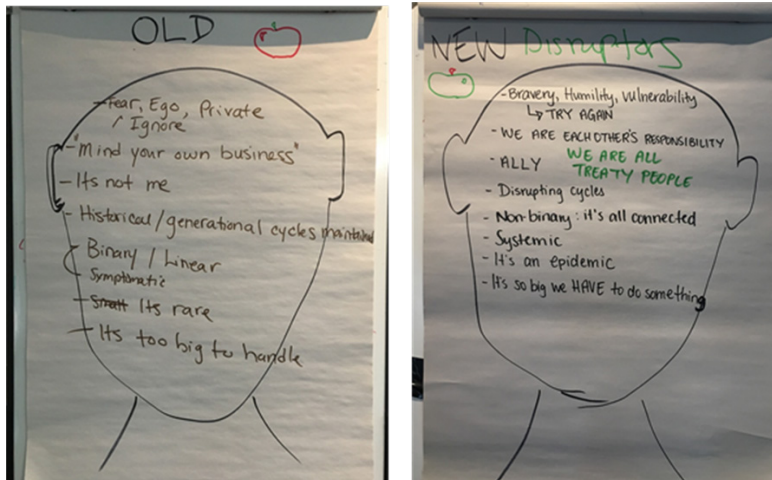 OLD
-Fear, Ego, Private
Ignore
-"Mind your own business"
-Its not me
-Historical/generational cycles maintained
Binary / Linear
Symptomatic
-Small Its rare
-Its too big to handle
NEW Disruptors
-Bravery, Humility, Vulnerability
↳ TRY AGAIN
-WE ARE EACHOTHER'S RESPONSIBILITY
-ALLY WE ARE ALL
TREATY PEOPLE
-Disrupting cycles
-Non-binary: it's all connected
-Systemic
-It's an epidemic
-It's so big we HAVE to do something